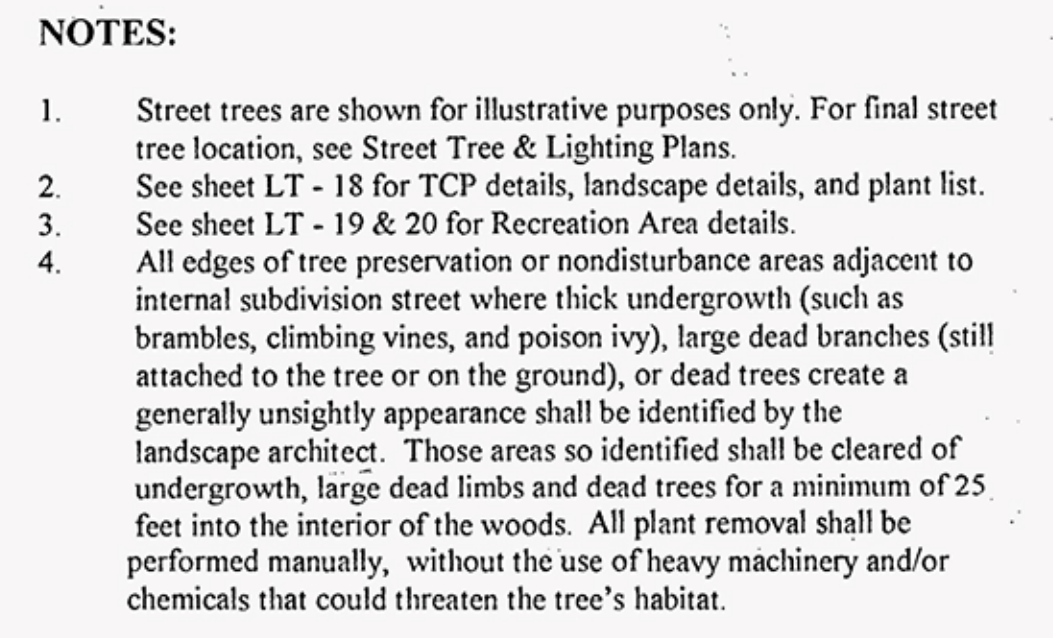 NOTES:
1. Street trees are shown for illustrative purposes only. For final street
tree location, see Street Tree & Lighting Plans.
2. See sheet LT - 18 for TCP details, landscape details, and plant list.
3. See sheet LT - 19 & 20 for Recreation Area details.
4. All edges of tree preservation or nondisturbance areas adjacent to
internal subdivision street where thick undergrowth (such as
brambles, climbing vines, and poison ivy), large dead branches (still
attached to the tree or on the ground), or dead trees create a
generally unsightly appearance shall be identified by the
landscape architect. Those areas so identified shall be cleared of
undergrowth, large dead limbs and dead trees for a minimum of 25
feet into the interior of the woods. All plant removal shall be
performed manually, without the use of heavy machinery and/or
chemicals that could threaten the tree's habitat.